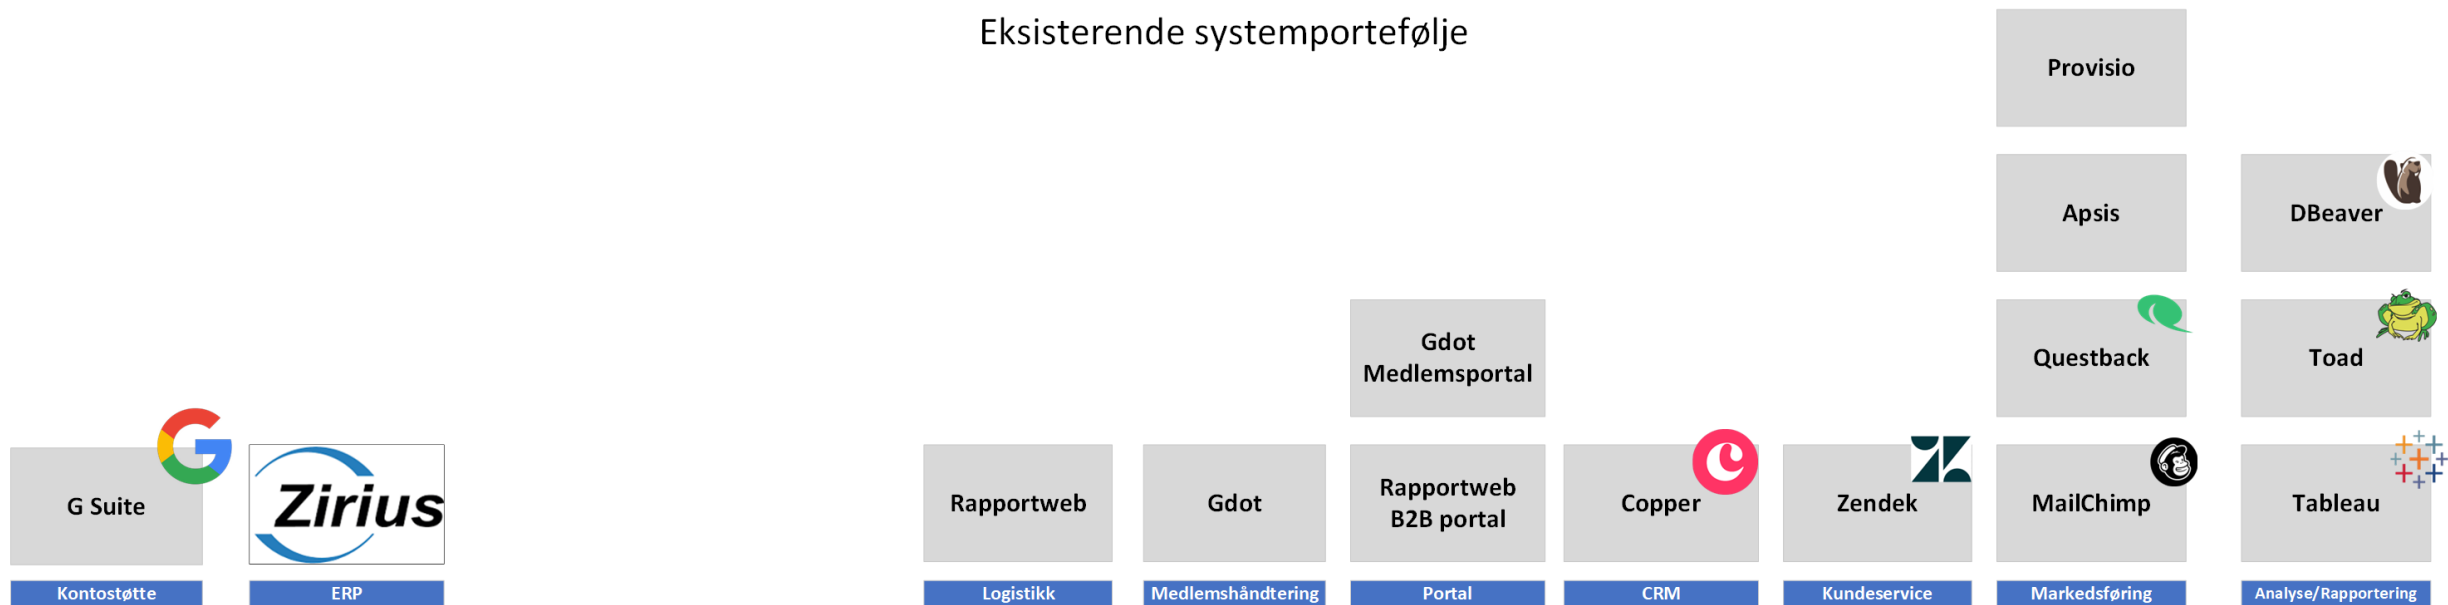 Eksisterende systemportefølje
Provisio
Apsis
DBeaver
Gdot
Medlemsportal
Questback
Toad
G Suite
Zirius
Rapportweb
Gdot
Rapportweb
B2B portal
Copper
Zendek
MailChimp
Tableau
Kontostøtte
ERP
Logistikk
Medlemshåndtering
Portal
CRM
Kundeservice
Markedsføring
Analyse/Rapportering